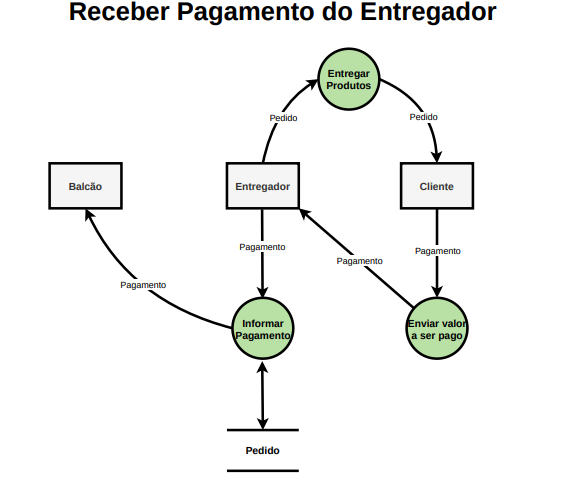 Receber Pagamento do Entregador
Entregar
Produtos
Pedido
Pedido
Balcão
Entregador
Cliente
Pagamento
Pagamento
Pagamento
Pagamento
Informar
Pagamento
Enviar valor
a ser pago
Pedido